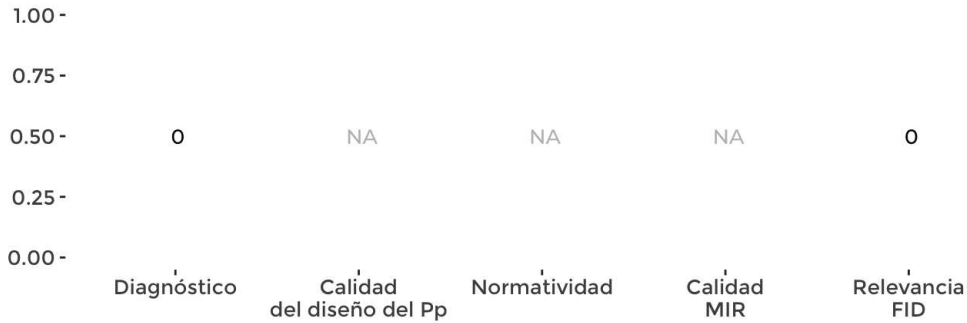 1.00
0.75
0.50
0.25
0.00
0 NA NA NA 0
Diagnóstico
Calidad
del diseño del Pp
Normatividad
Calidad
MIR
Relevancia
FID